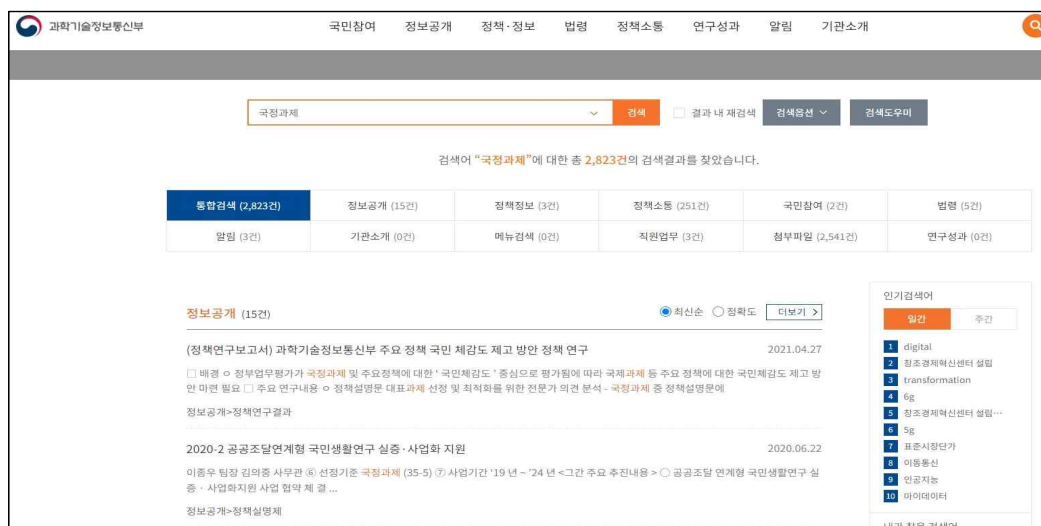 과학기술정보통신부
국민참여 정보공개 정책·정보 법령 정책소통 연구성과 알림 기관소개
국정과제 검색 결과 내 재검색 검색옵션 검색도우미
검색어 “국정과제”에 대한 총 2,823건의 검색결과를 찾았습니다.
통합검색 (2,823건) 정보공개 (15건) 정책정보 (3건) 정책소통 (251건) 국민참여 (2건) 법령 (5건)
알림 (3건) 기관소개 (0건) 메뉴검색 (0건) 직원업무 (3건) 첨부파일 (2,541건) 연구성과 (0건)
정보공개 (15건) 최신순 정확도 더보기 >
(정책연구보고서) 과학기술정보통신부 주요 정책 국민 체감도 제고 방안 정책 연구 2021.04.27
□ 배경 ㅇ 정부업무평가가 국정과제 및 주요정책에 대한 ‘ 국민체감도 ’ 중심으로 평가됨에 따라 국제과제 등 주요 정책에 대한 국민체감도 제고 방
안 마련 필요 □ 주요 연구내용 ㅇ 정책설명문 대표과제 선정 및 최적화를 위한 전문가 의견 분석 - 국정과제 중 정책설명문에
정보공개>정책연구결과
2020-2 공공조달연계형 국민생활연구 실증·사업화 지원 2020.06.22
이종우 팀장 김의중 사무관 ⑥ 선정기준 국정과제 (35-5) ⑦ 사업기간 ‘19 년 ~ ’24 년 <그간 주요 추진내용 > ○ 공공조달 연계형 국민생활연구 실
증 · 사업화지원 사업 협약 체 결 ...
정보공개>정책실명제
인기검색어
일간 주간
1 digital
2 창조경제혁신센터 설립
3 transformation
4 6g
5 창조경제혁신센터 설립…
6 5g
7 표준시장단가
8 이동통신
9 인공지능
10 마이데이터